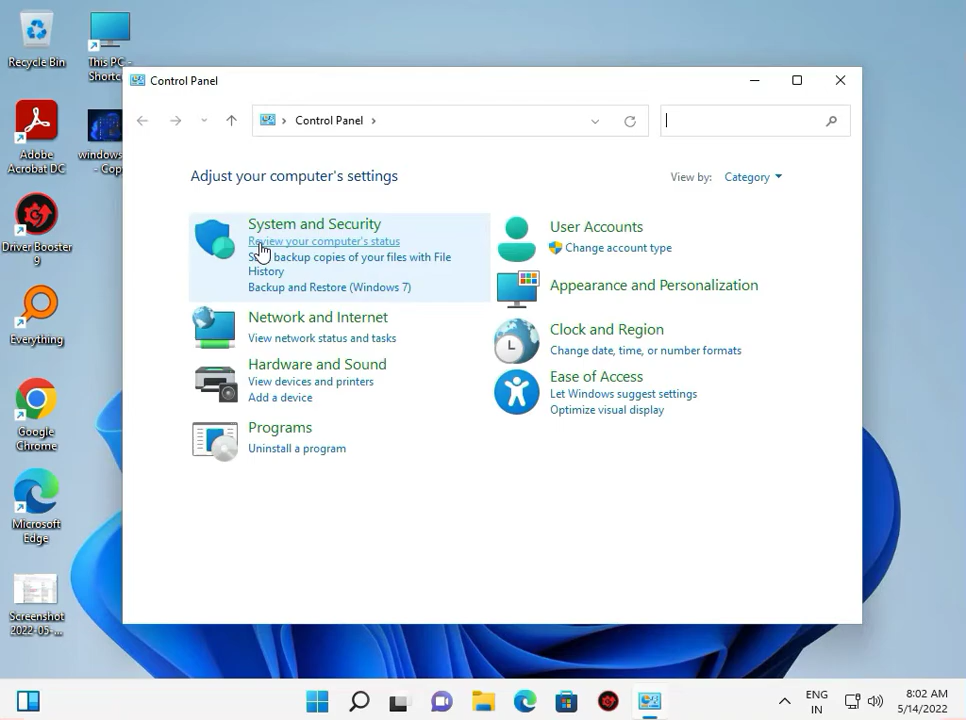 Recycle Bin
This PC -
Shortc
Adobe
Acrobat DC
windows
- Cop
Driver Booster
9
Everything
Google
Chrome
Microsoft
Edge
Screenshot
2022-05-...
Control Panel
Control Panel
Adjust your computer's settings
View by: Category
System and Security
Review your computer's status
backup copies of your files with File
History
Backup and Restore (Windows 7)
Network and Internet
View network status and tasks
Hardware and Sound
View devices and printers
Add a device
Programs
Uninstall a program
User Accounts
Change account type
Appearance and Personalization
Clock and Region
Change date, time, or number formats
Ease of Access
Let Windows suggest settings
Optimize visual display
ENG
IN
8:02 AM
5/14/2022